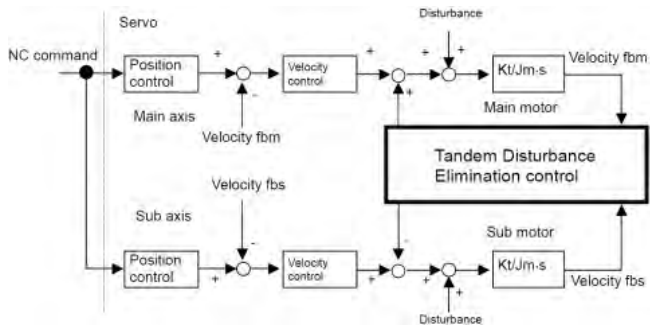 Servo
Disturbance
NC command
Position
control
+
-
Velocity
control
+
+
+
+
Kt/Jm·s
Velocity fbm
Main axis
Velocity fbm
Main motor
Tandem Disturbance
Elimination control
Velocity fbs
Sub axis
Sub motor
Position
control
+
-
Velocity
control
+
-
+
+
Kt/Jm·s
Velocity fbs
Disturbance